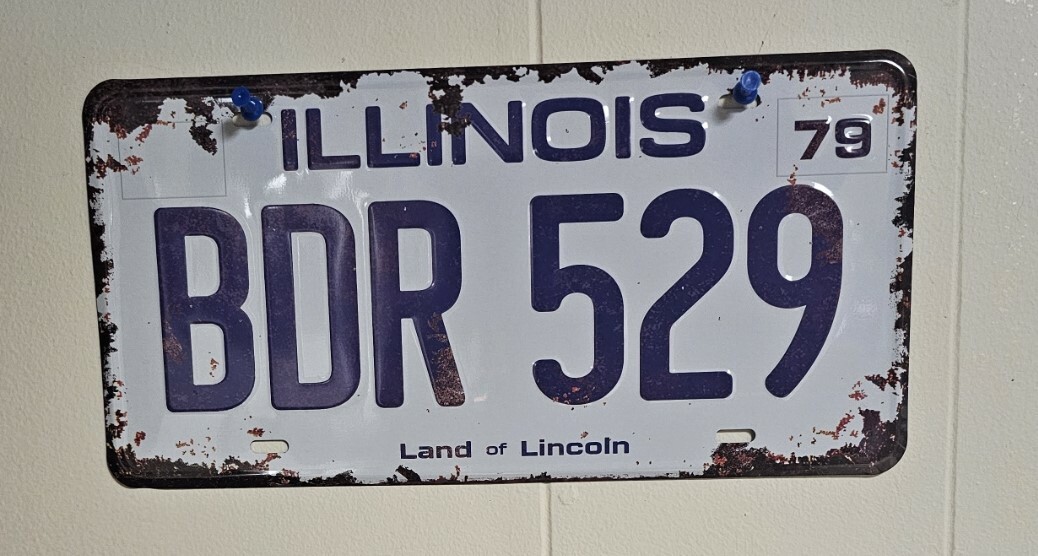 ILLINOIS 79
BDR 529
Land of Lincoln